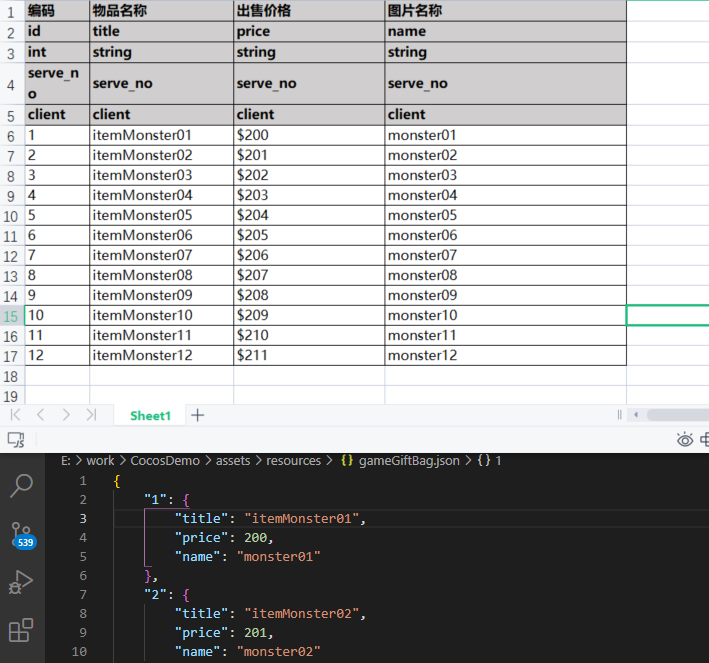 1 编码 物品名称 出售价格 图片名称
2 id title price name
3 int string string string
4 serve_no serve_no serve_no serve_no
5 client client client client
6 1 itemMonster01 $200 monster01
7 2 itemMonster02 $201 monster02
8 3 itemMonster03 $202 monster03
9 4 itemMonster04 $203 monster04
10 5 itemMonster05 $204 monster05
11 6 itemMonster06 $205 monster06
12 7 itemMonster07 $206 monster07
13 8 itemMonster08 $207 monster08
14 9 itemMonster09 $208 monster09
15 10 itemMonster10 $209 monster10
16 11 itemMonster11 $210 monster11
17 12 itemMonster12 $211 monster12
18
19
Sheet1
E: > work > CocosDemo > assets > resources > {} gameGiftBag.json > {} 1
539
1 {
2 "1": {
3 "title": "itemMonster01",
4 "price": 200,
5 "name": "monster01"
6 },
7 "2": {
8 "title": "itemMonster02",
9 "price": 201,
10 "name": "monster02"